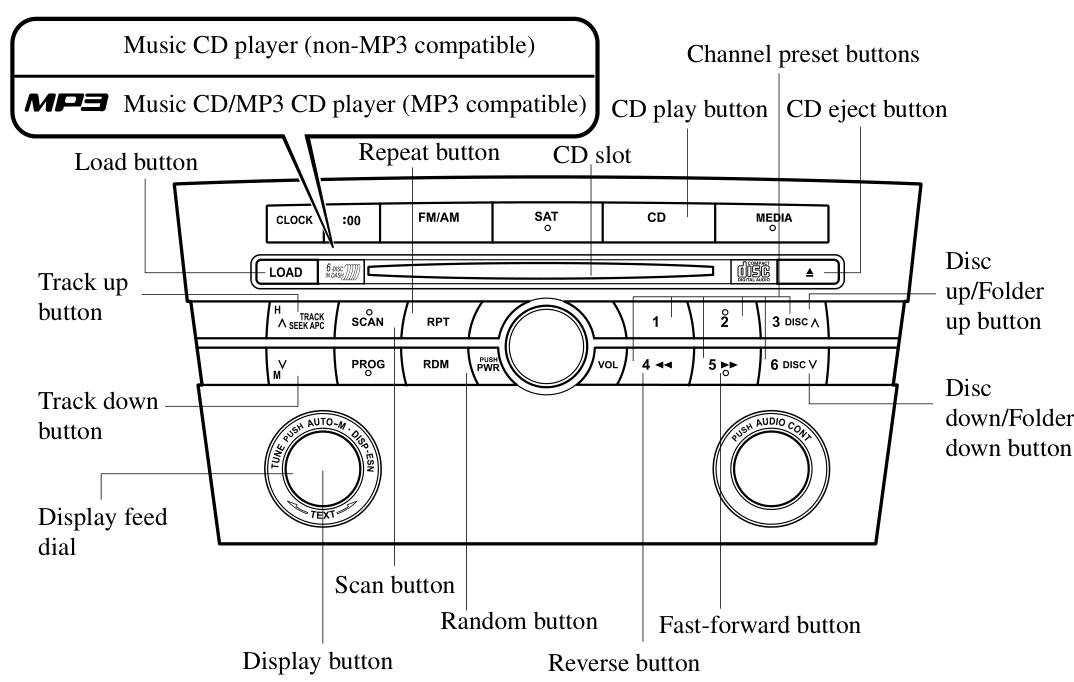 Music CD player (non-MP3 compatible)
MP3 Music CD/MP3 CD player (MP3 compatible)
Channel preset buttons
CD play button
CD eject button
Load button
Repeat button
CD slot
CLOCK
:00
FM/AM
SAT
CD
MEDIA
LOAD
6-DISC
IN DASH
COMPACT
disc
DIGITAL AUDIO
Track up
button
Disc
up/Folder
up button
H
TRACK
SEEK APC
SCAN
RPT
1
2
3 DISC ∧
∧
∨
M
PROG
RDM
PUSH
PWR
VOL
4 ◀◀
5 ▶▶
6 DISC ∨
Track down
button
Disc
down/Folder
down button
TUNE PUSH AUTO-M · DISP-ESN
TEXT
PUSH AUDIO CONT
Display feed
dial
Scan button
Random button
Fast-forward button
Display button
Reverse button